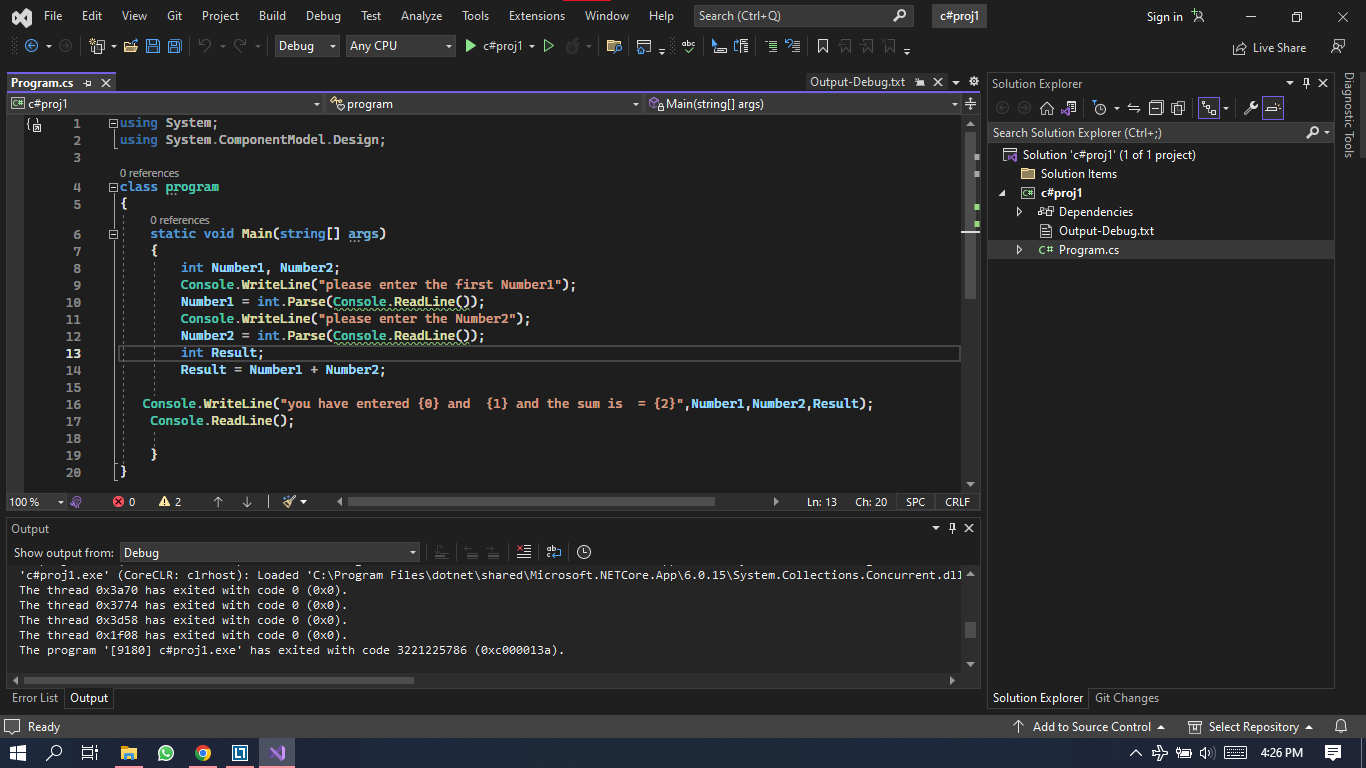 File Edit View Git Project Build Debug Test Analyze Tools Extensions Window Help Search (Ctrl+Q) c#proj1 Sign in
Debug Any CPU c#proj1 Live Share
Program.cs Output-Debug.txt
c#proj1 program Main(string[] args)
1 using System;
2 using System.ComponentModel.Design;
3
0 references
4 class program
5 {
0 references
6 static void Main(string[] args)
7 {
8 int Number1, Number2;
9 Console.WriteLine("please enter the first Number1");
10 Number1 = int.Parse(Console.ReadLine());
11 Console.WriteLine("please enter the Number2");
12 Number2 = int.Parse(Console.ReadLine());
13 int Result;
14 Result = Number1 + Number2;
15
16 Console.WriteLine("you have entered {0} and  {1} and the sum is  = {2}",Number1,Number2,Result);
17 Console.ReadLine();
18
19 }
20 }
100 % 0 2 Ln: 13 Ch: 20 SPC CRLF
Output
Show output from: Debug
'c#proj1.exe' (CoreCLR: clrhost): Loaded 'C:\Program Files\dotnet\shared\Microsoft.NETCore.App\6.0.15\System.Collections.Concurrent.dll
The thread 0x3a70 has exited with code 0 (0x0).
The thread 0x3774 has exited with code 0 (0x0).
The thread 0x3d58 has exited with code 0 (0x0).
The thread 0x1f08 has exited with code 0 (0x0).
The program '[9180] c#proj1.exe' has exited with code 3221225786 (0xc000013a).
Error List Output
Solution Explorer
Search Solution Explorer (Ctrl+;)
Solution 'c#proj1' (1 of 1 project)
Solution Items
c#proj1
Dependencies
Output-Debug.txt
C# Program.cs
Solution Explorer Git Changes
Diagnostic Tools
Ready Add to Source Control Select Repository
4:26 PM